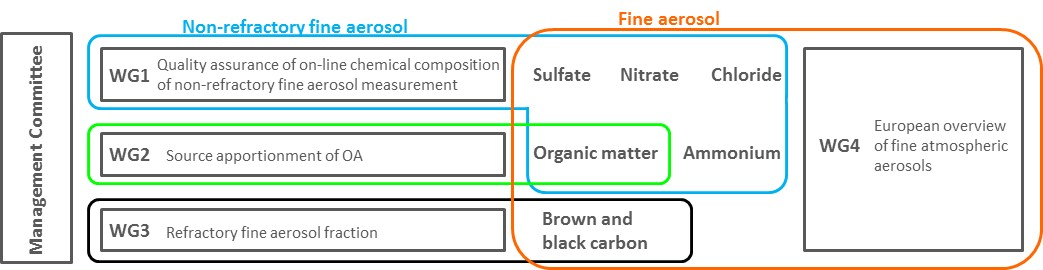 Non-refractory fine aerosol
Fine aerosol
Management Committee
WG1
Quality assurance of on-line chemical composition
of non-refractory fine aerosol measurement
Sulfate Nitrate Chloride
WG2
Source apportionment of OA
Organic matter
Ammonium
WG3
Refractory fine aerosol fraction
Brown and
black carbon
WG4
European overview
of fine atmospheric
aerosols